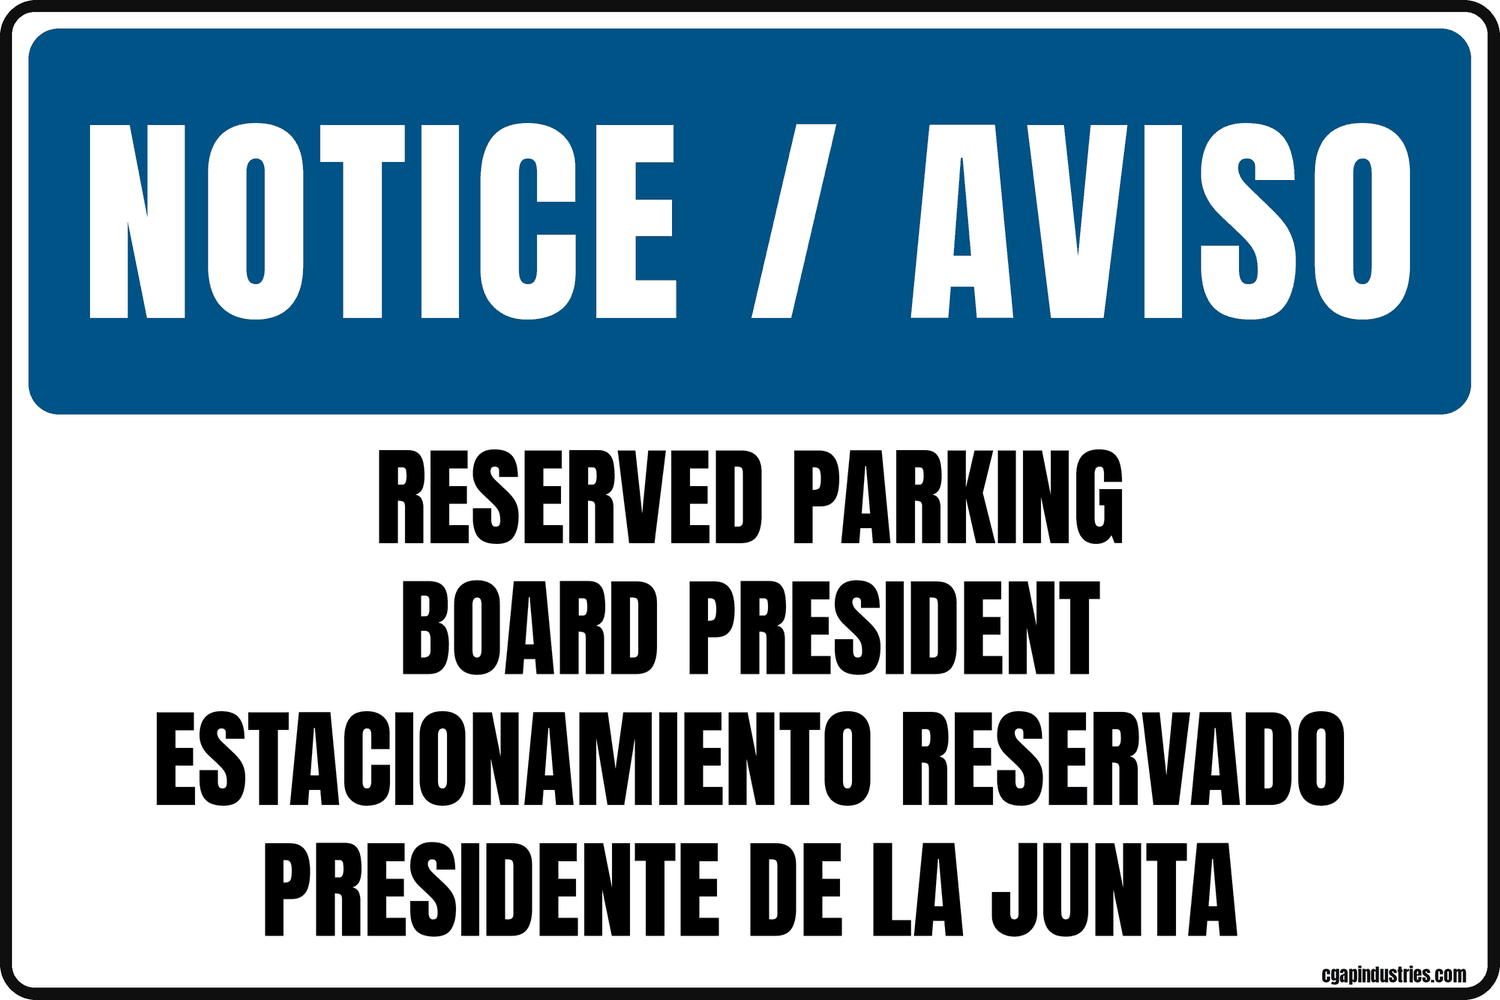 NOTICE / AVISO
RESERVED PARKING
BOARD PRESIDENT
ESTACIONAMIENTO RESERVADO
PRESIDENTE DE LA JUNTA
cgapindustries.com